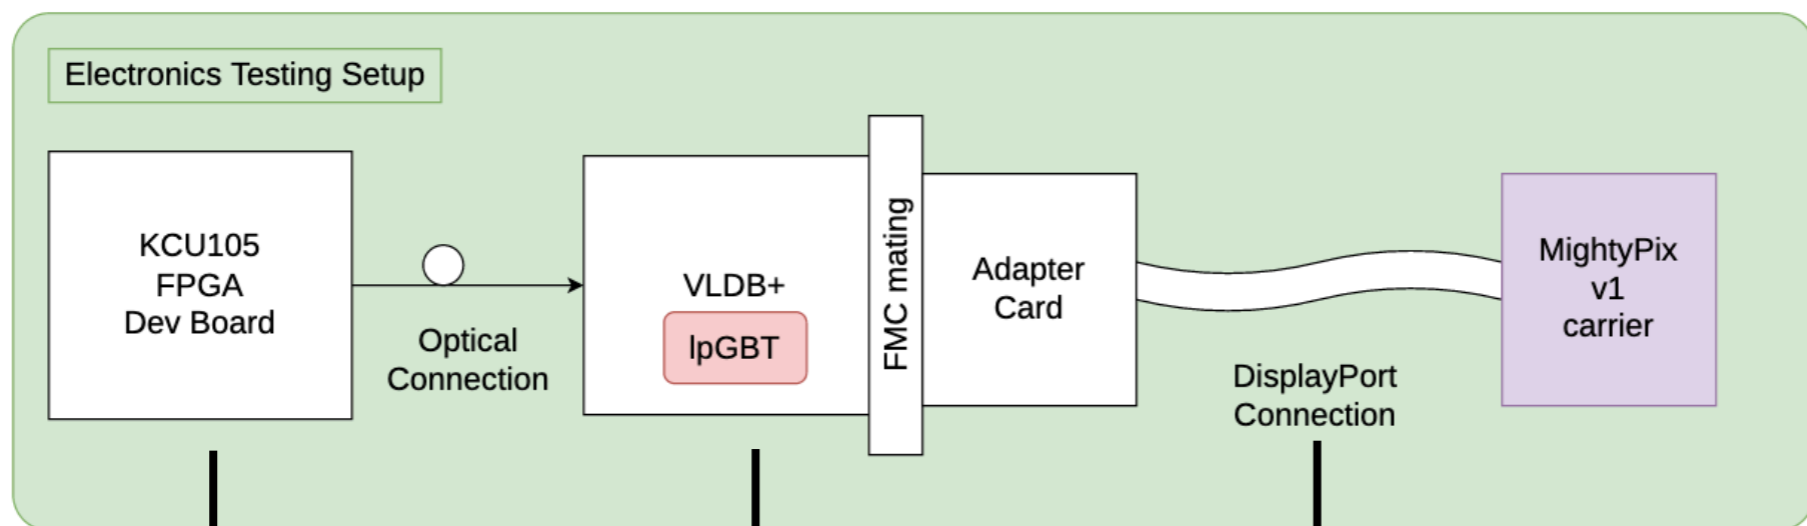 Electronics Testing Setup
KCU105
FPGA
Dev Board
Optical
Connection
VLDB+
lpGBT
FMC mating
Adapter
Card
DisplayPort
Connection
MightyPix
v1
carrier